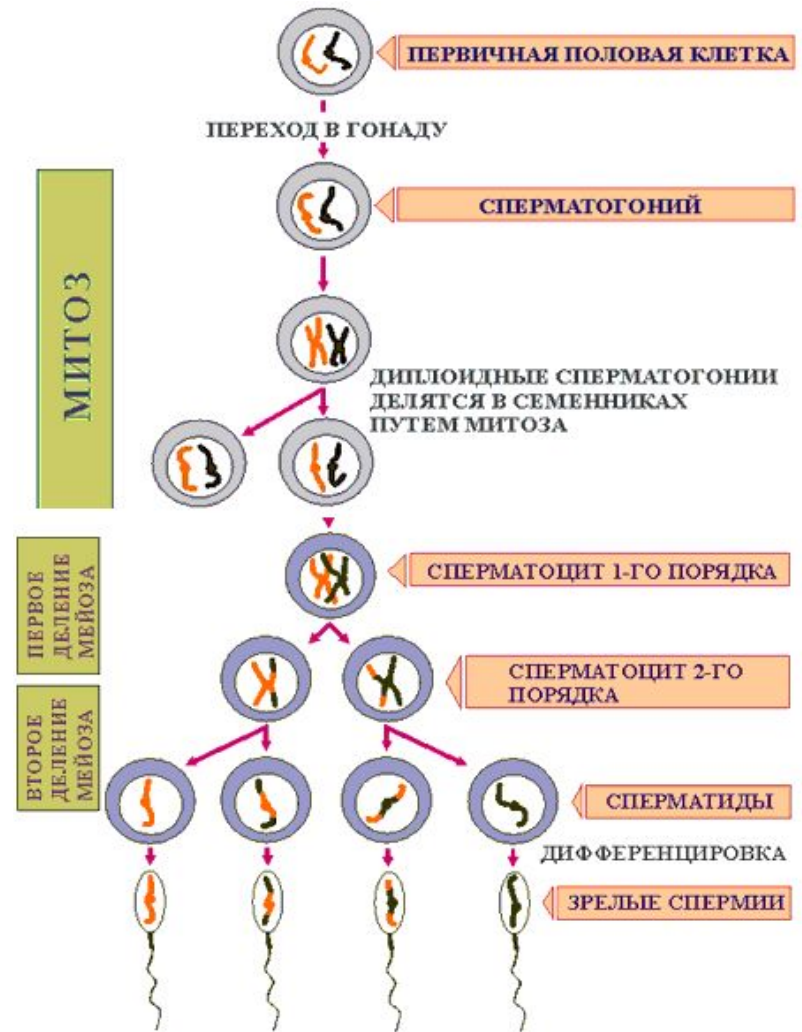 ПЕРВИЧНАЯ ПОЛОВАЯ КЛЕТКА
ПЕРЕХОД В ГОНАДУ
СПЕРМАТОГОНИЙ
МИТОЗ
ДИПЛОИДНЫЕ СПЕРМАТОГОНИИ
ДЕЛЯТСЯ В СЕМЕННИКАХ
ПУТЕМ МИТОЗА
ПЕРВОЕ
ДЕЛЕНИЕ
МЕЙОЗА
СПЕРМАТОЦИТ 1-ГО ПОРЯДКА
СПЕРМАТОЦИТ 2-ГО
ПОРЯДКА
ВТОРОЕ
ДЕЛЕНИЕ
МЕЙОЗА
СПЕРМАТИДЫ
ДИФФЕРЕНЦИРОВКА
ЗРЕЛЫЕ СПЕРМИИ